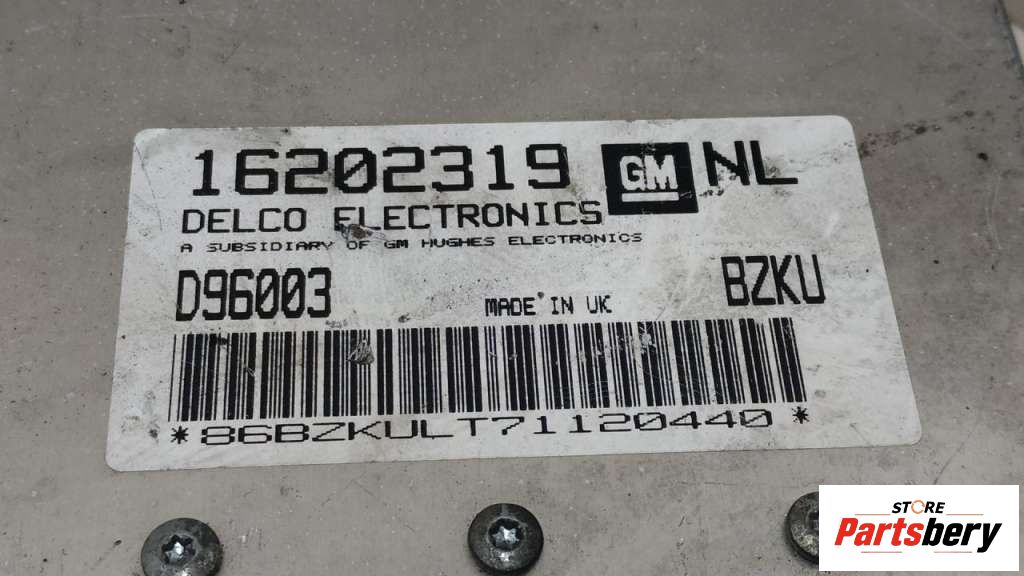 16202319 GM NL
DELCO ELECTRONICS
A SUBSIDIARY OF GM HUGHES ELECTRONICS
D96003 MADE IN UK BZKU
*86BZKULT71120440*
STORE
Partsbery